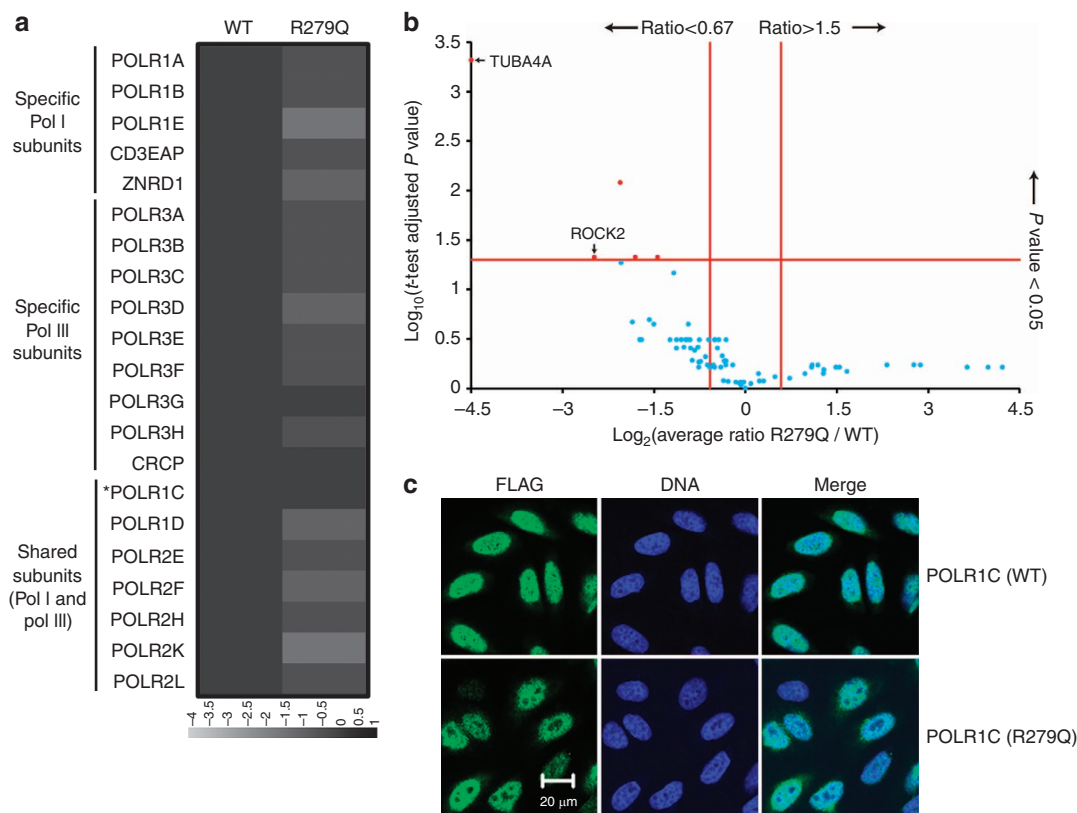 a
WT R279Q
Specific
Pol I
subunits
POLR1A
POLR1B
POLR1E
CD3EAP
ZNRD1
Specific
Pol III
subunits
POLR3A
POLR3B
POLR3C
POLR3D
POLR3E
POLR3F
POLR3G
POLR3H
CRCP
Shared
subunits
(Pol I and
pol III)
*POLR1C
POLR1D
POLR2E
POLR2F
POLR2H
POLR2K
POLR2L
−4 −3.5 −3 −2.5 −2 −1.5 −1 −0.5 0 0.5 1
b
Ratio<0.67 Ratio>1.5
Log10(t-test adjusted P value)
3.5
3
2.5
2
1.5
1
0.5
0
TUBA4A
ROCK2
P value < 0.05
−4.5 −3 −1.5 0 1.5 3 4.5
Log2(average ratio R279Q / WT)
c
FLAG DNA Merge
POLR1C (WT)
POLR1C (R279Q)
20 μm